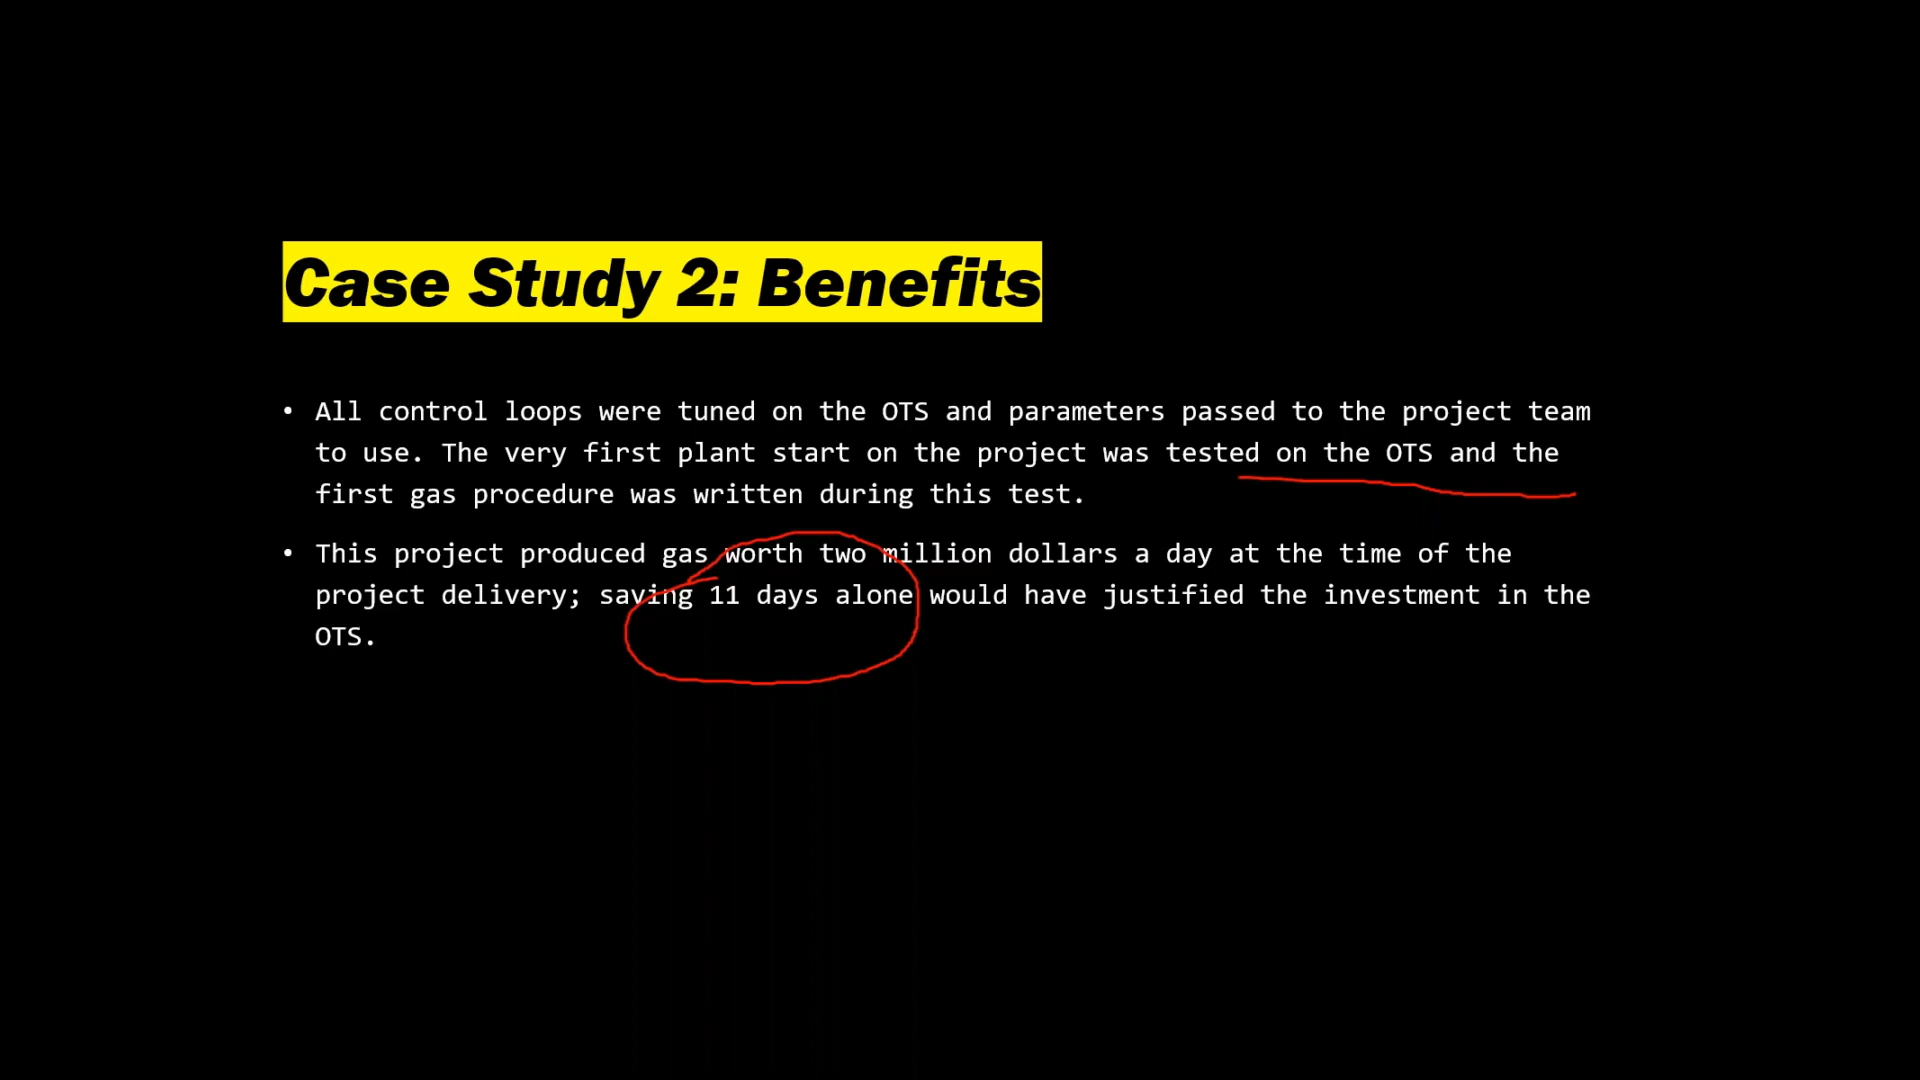 Case Study 2: Benefits
• All control loops were tuned on the OTS and parameters passed to the project team
to use. The very first plant start on the project was tested on the OTS and the
first gas procedure was written during this test.
• This project produced gas worth two million dollars a day at the time of the
project delivery; saving 11 days alone would have justified the investment in the
OTS.